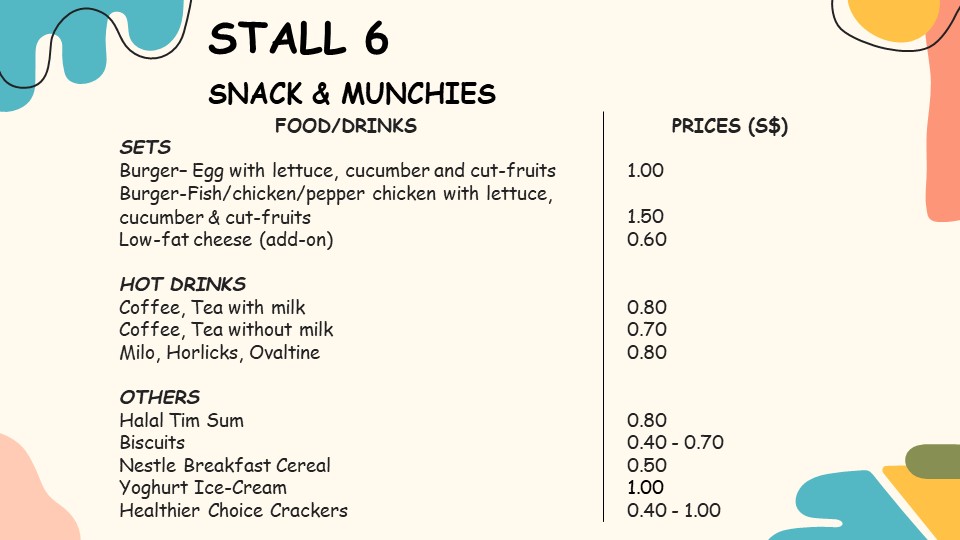 STALL 6
SNACK & MUNCHIES
FOOD/DRINKS PRICES (S$)
SETS
Burger– Egg with lettuce, cucumber and cut-fruits 1.00
Burger-Fish/chicken/pepper chicken with lettuce,
cucumber & cut-fruits 1.50
Low-fat cheese (add-on) 0.60
HOT DRINKS
Coffee, Tea with milk 0.80
Coffee, Tea without milk 0.70
Milo, Horlicks, Ovaltine 0.80
OTHERS
Halal Tim Sum 0.80
Biscuits 0.40 - 0.70
Nestle Breakfast Cereal 0.50
Yoghurt Ice-Cream 1.00
Healthier Choice Crackers 0.40 - 1.00